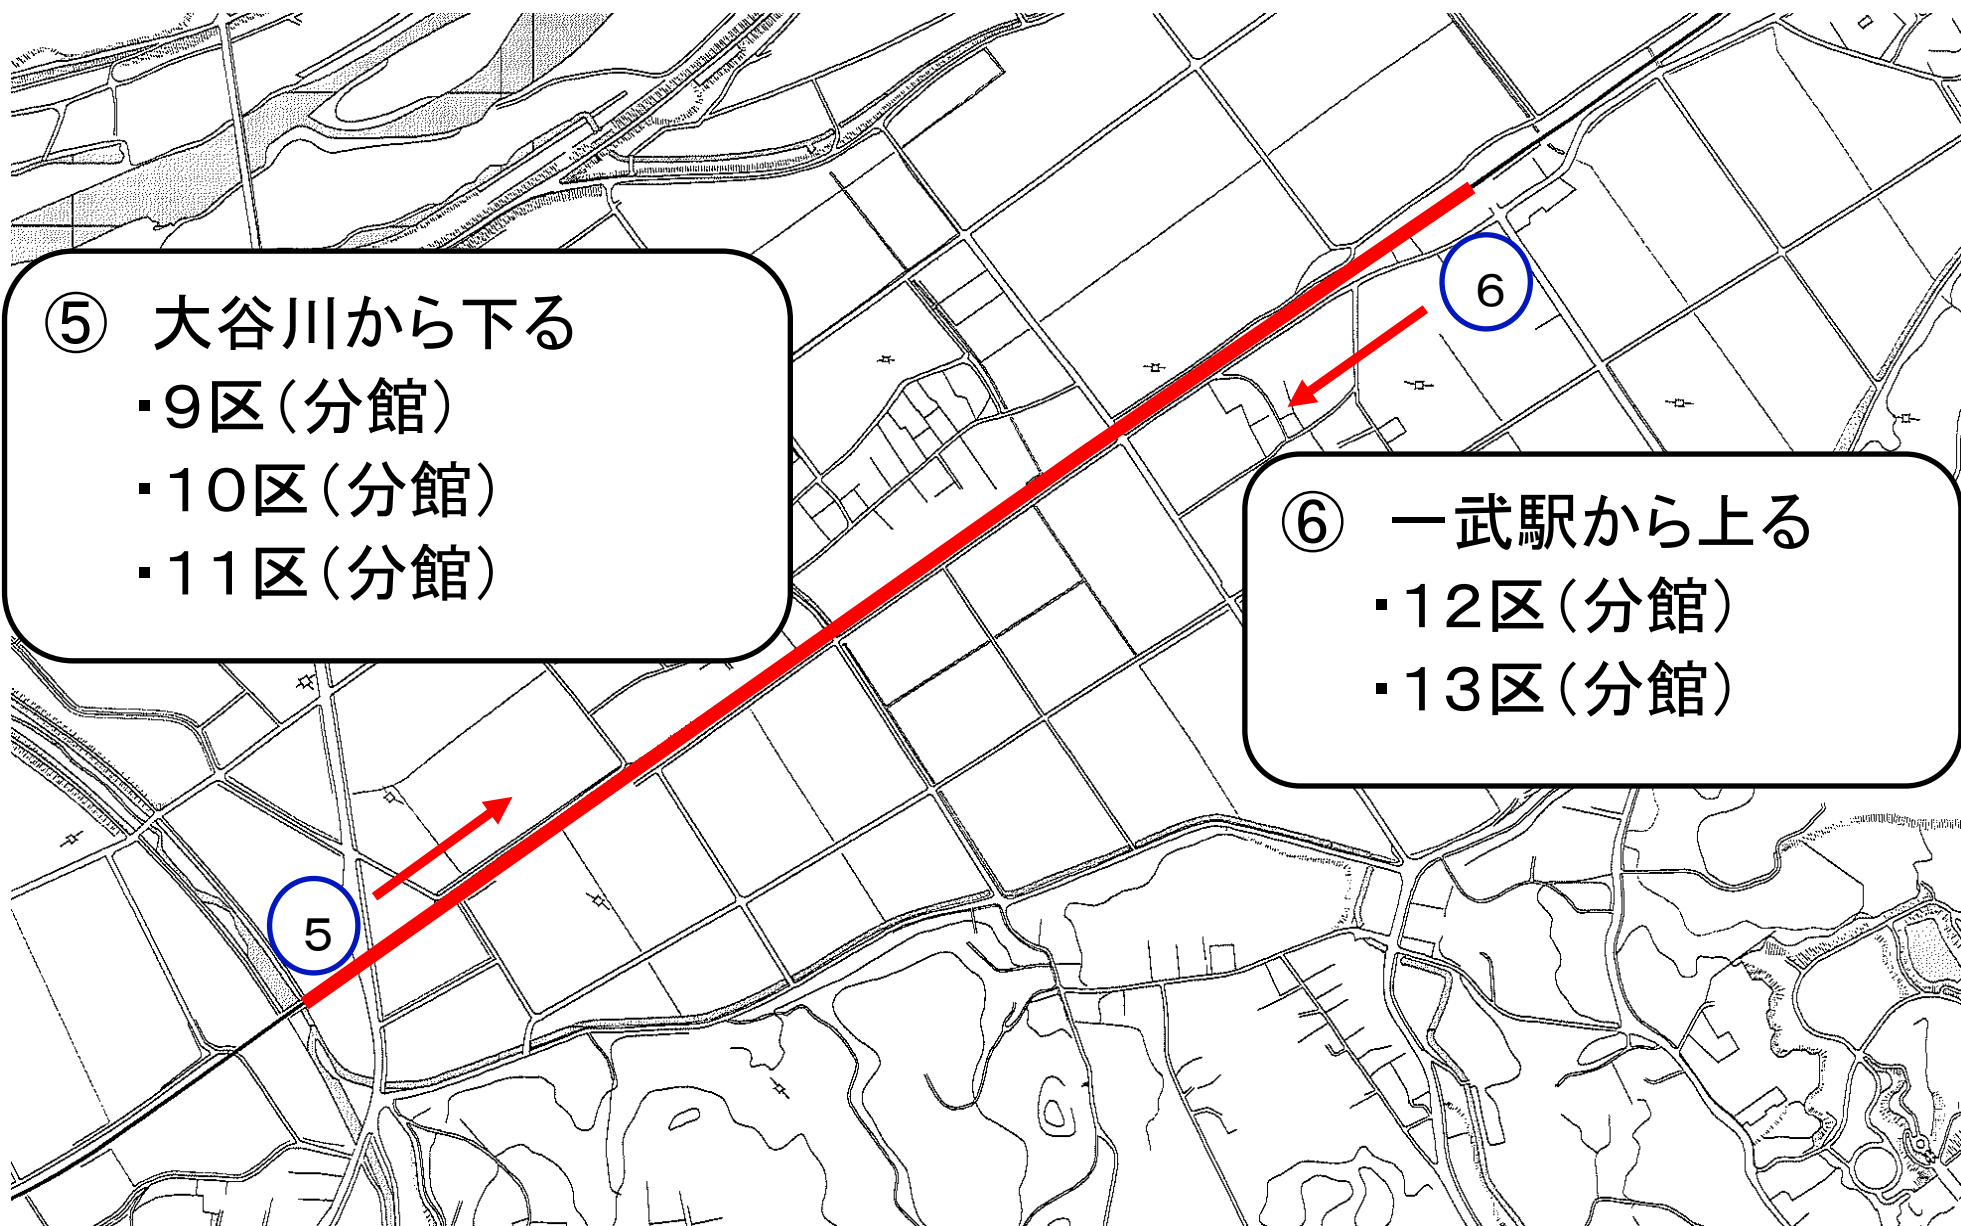 ⑤ 大谷川から下る
・９区（分館）
・１０区（分館）
・１１区（分館）
6
⑥ 一武駅から上る
・１２区（分館）
・１３区（分館）
5